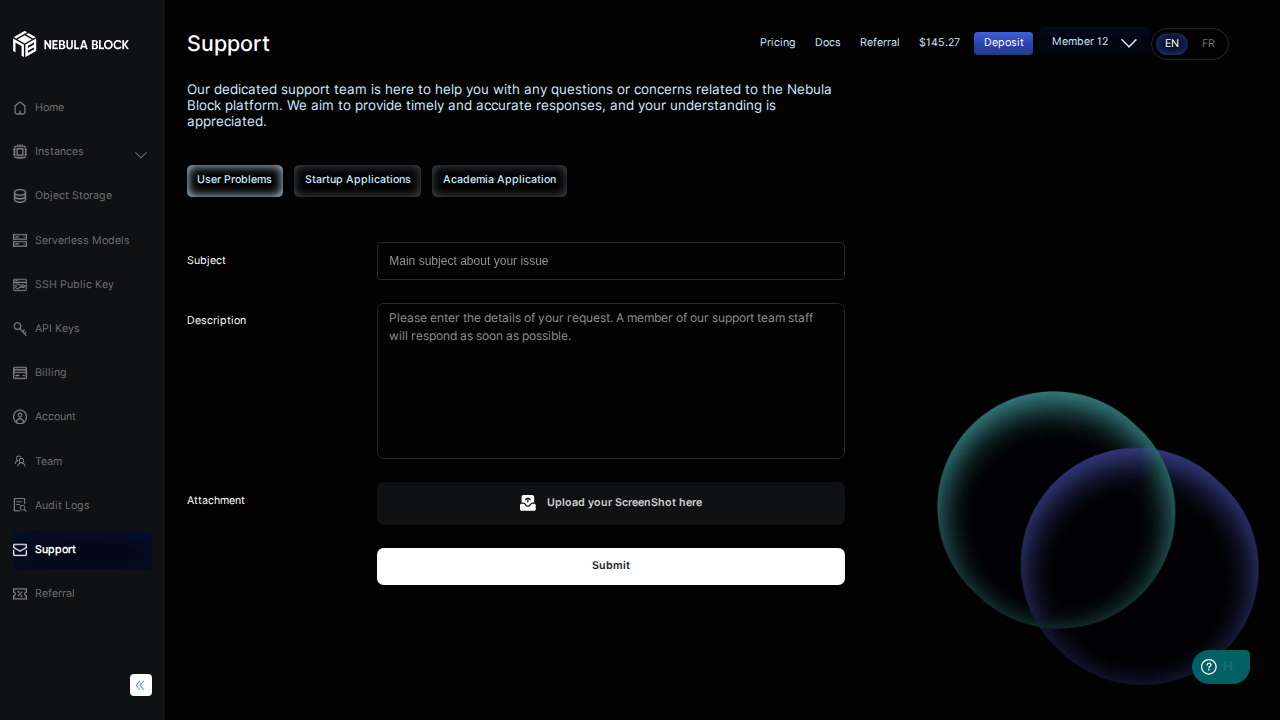 NEBULA BLOCK
Home
Instances
Object Storage
Serverless Models
SSH Public Key
API Keys
Billing
Account
Team
Audit Logs
Support
Referral
Support
Pricing
Docs
Referral
$145.27
Deposit
Member 12
EN
FR
Our dedicated support team is here to help you with any questions or concerns related to the Nebula
Block platform. We aim to provide timely and accurate responses, and your understanding is
appreciated.
User Problems
Startup Applications
Academia Application
Subject
Main subject about your issue
Description
Please enter the details of your request. A member of our support team staff
will respond as soon as possible.
Attachment
Upload your ScreenShot here
Submit